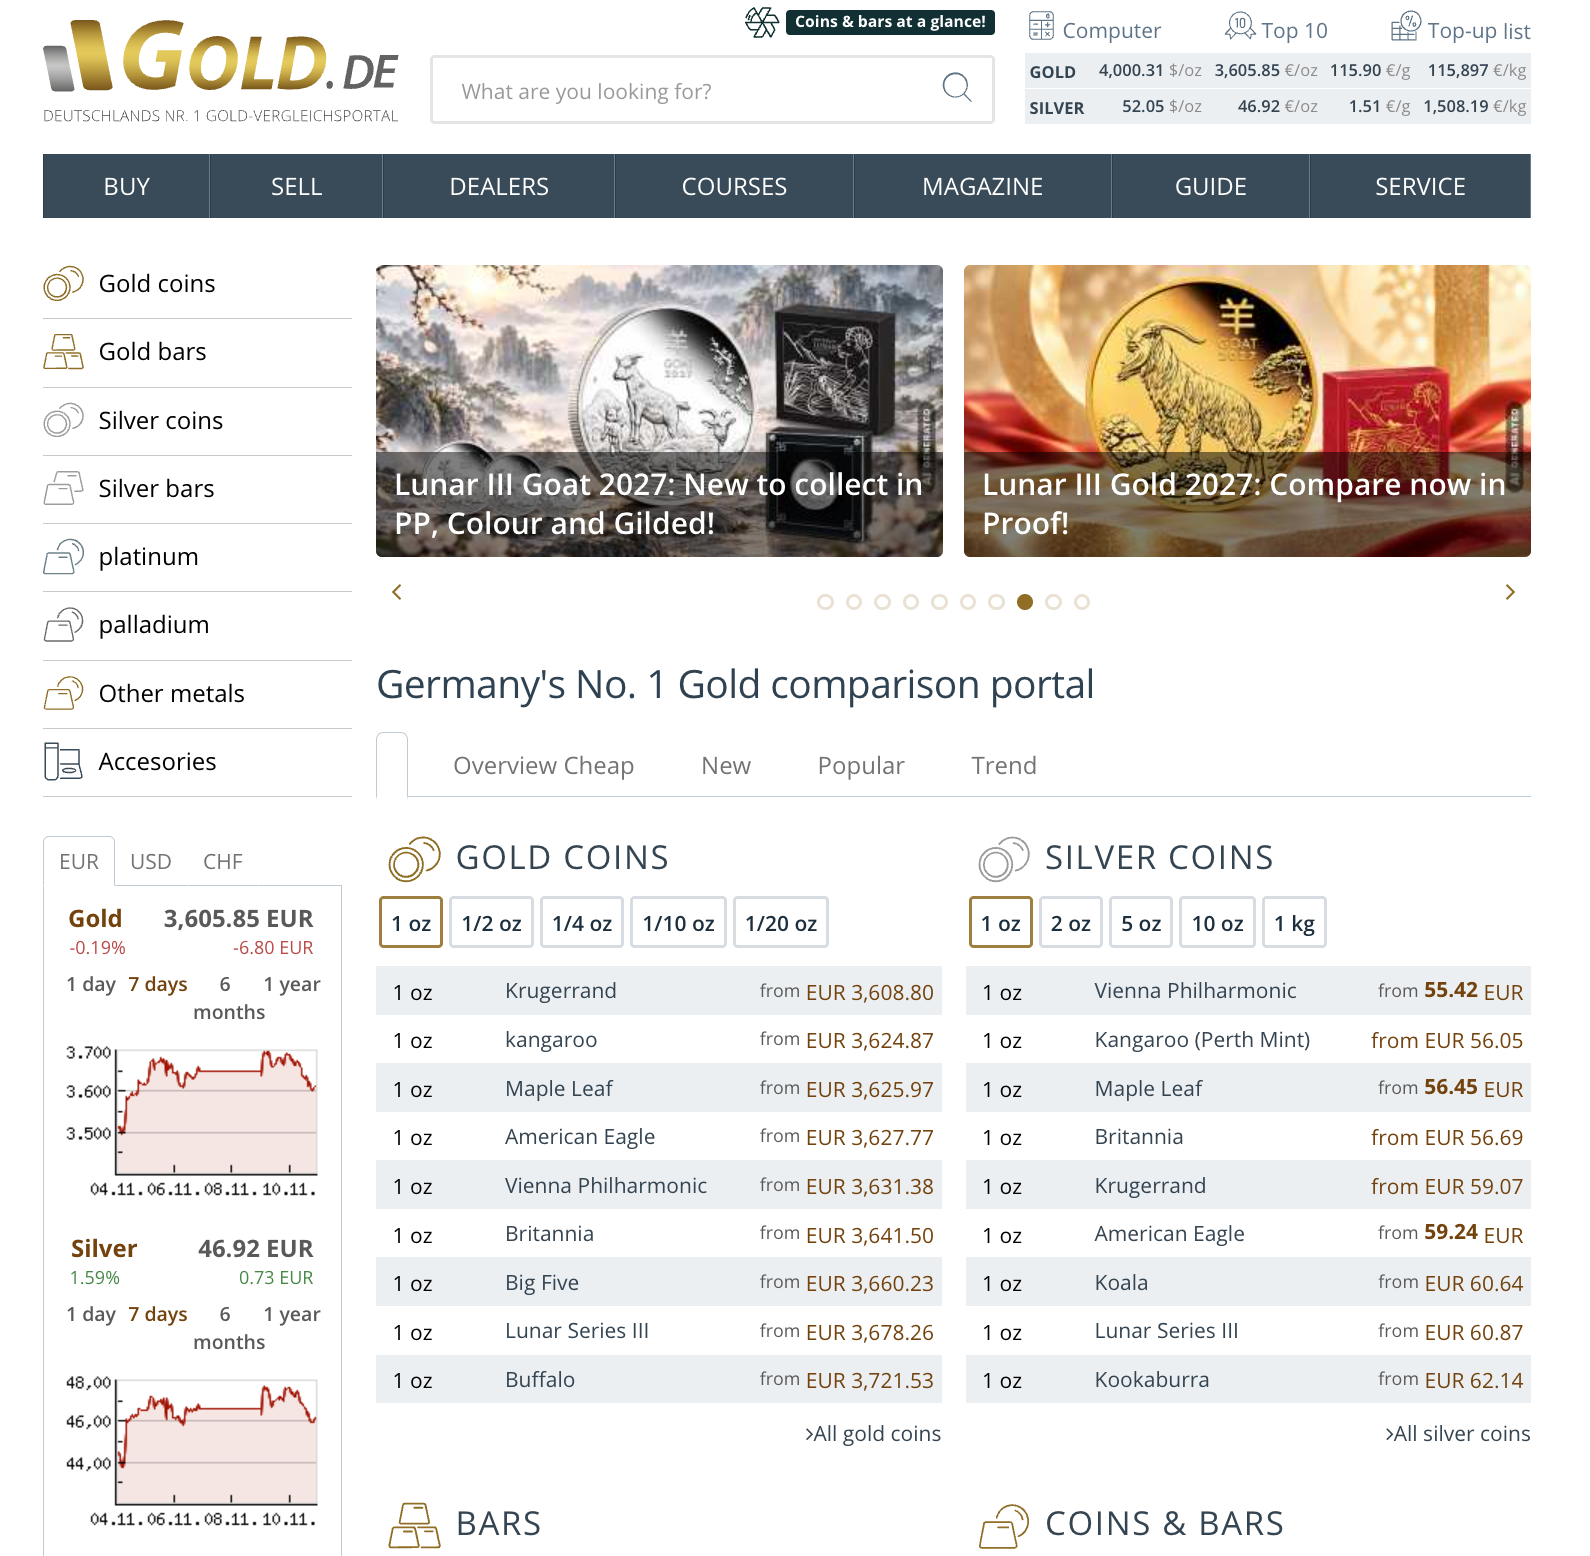 Coins & bars at a glance!
GOLD.DE
DEUTSCHLANDS NR. 1 GOLD-VERGLEICHSPORTAL
What are you looking for?
Computer
Top 10
Top-up list
GOLD 4,000.31 $/oz 3,605.85 €/oz 115.90 €/g 115,897 €/kg
SILVER 52.05 $/oz 46.92 €/oz 1.51 €/g 1,508.19 €/kg
BUY SELL DEALERS COURSES MAGAZINE GUIDE SERVICE
Gold coins
Gold bars
Silver coins
Silver bars
platinum
palladium
Other metals
Accesories
羊
GOAT
2027
AI GENERATED
Lunar III Goat 2027: New to collect in
PP, Colour and Gilded!
羊
GOAT
2027
AI GENERATED
Lunar III Gold 2027: Compare now in
Proof!
Germany's No. 1 Gold comparison portal
Overview Cheap New Popular Trend
EUR USD CHF
Gold 3,605.85 EUR
-0.19% -6.80 EUR
1 day 7 days 6 months 1 year
3.700
3.600
3.500
04.11. 06.11. 08.11. 10.11.
Silver 46.92 EUR
1.59% 0.73 EUR
1 day 7 days 6 months 1 year
48,00
46,00
44,00
04.11. 06.11. 08.11. 10.11.
GOLD COINS
1 oz 1/2 oz 1/4 oz 1/10 oz 1/20 oz
1 oz Krugerrand from EUR 3,608.80
1 oz kangaroo from EUR 3,624.87
1 oz Maple Leaf from EUR 3,625.97
1 oz American Eagle from EUR 3,627.77
1 oz Vienna Philharmonic from EUR 3,631.38
1 oz Britannia from EUR 3,641.50
1 oz Big Five from EUR 3,660.23
1 oz Lunar Series III from EUR 3,678.26
1 oz Buffalo from EUR 3,721.53
>All gold coins
SILVER COINS
1 oz 2 oz 5 oz 10 oz 1 kg
1 oz Vienna Philharmonic from 55.42 EUR
1 oz Kangaroo (Perth Mint) from EUR 56.05
1 oz Maple Leaf from 56.45 EUR
1 oz Britannia from EUR 56.69
1 oz Krugerrand from EUR 59.07
1 oz American Eagle from 59.24 EUR
1 oz Koala from EUR 60.64
1 oz Lunar Series III from EUR 60.87
1 oz Kookaburra from EUR 62.14
>All silver coins
BARS
COINS & BARS